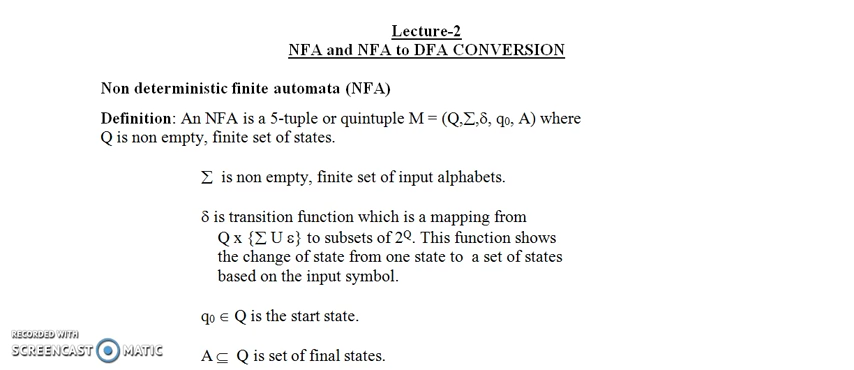 Lecture-2
NFA and NFA to DFA CONVERSION
Non deterministic finite automata (NFA)
Definition: An NFA is a 5-tuple or quintuple M = (Q,Σ,δ, q₀, A) where
Q is non empty, finite set of states.
Σ is non empty, finite set of input alphabets.
δ is transition function which is a mapping from
Q x {Σ U ε} to subsets of 2ᑫ. This function shows
the change of state from one state to a set of states
based on the input symbol.
q₀ ∈ Q is the start state.
A ⊆ Q is set of final states.
RECORDED WITH
SCREENCAST MATIC